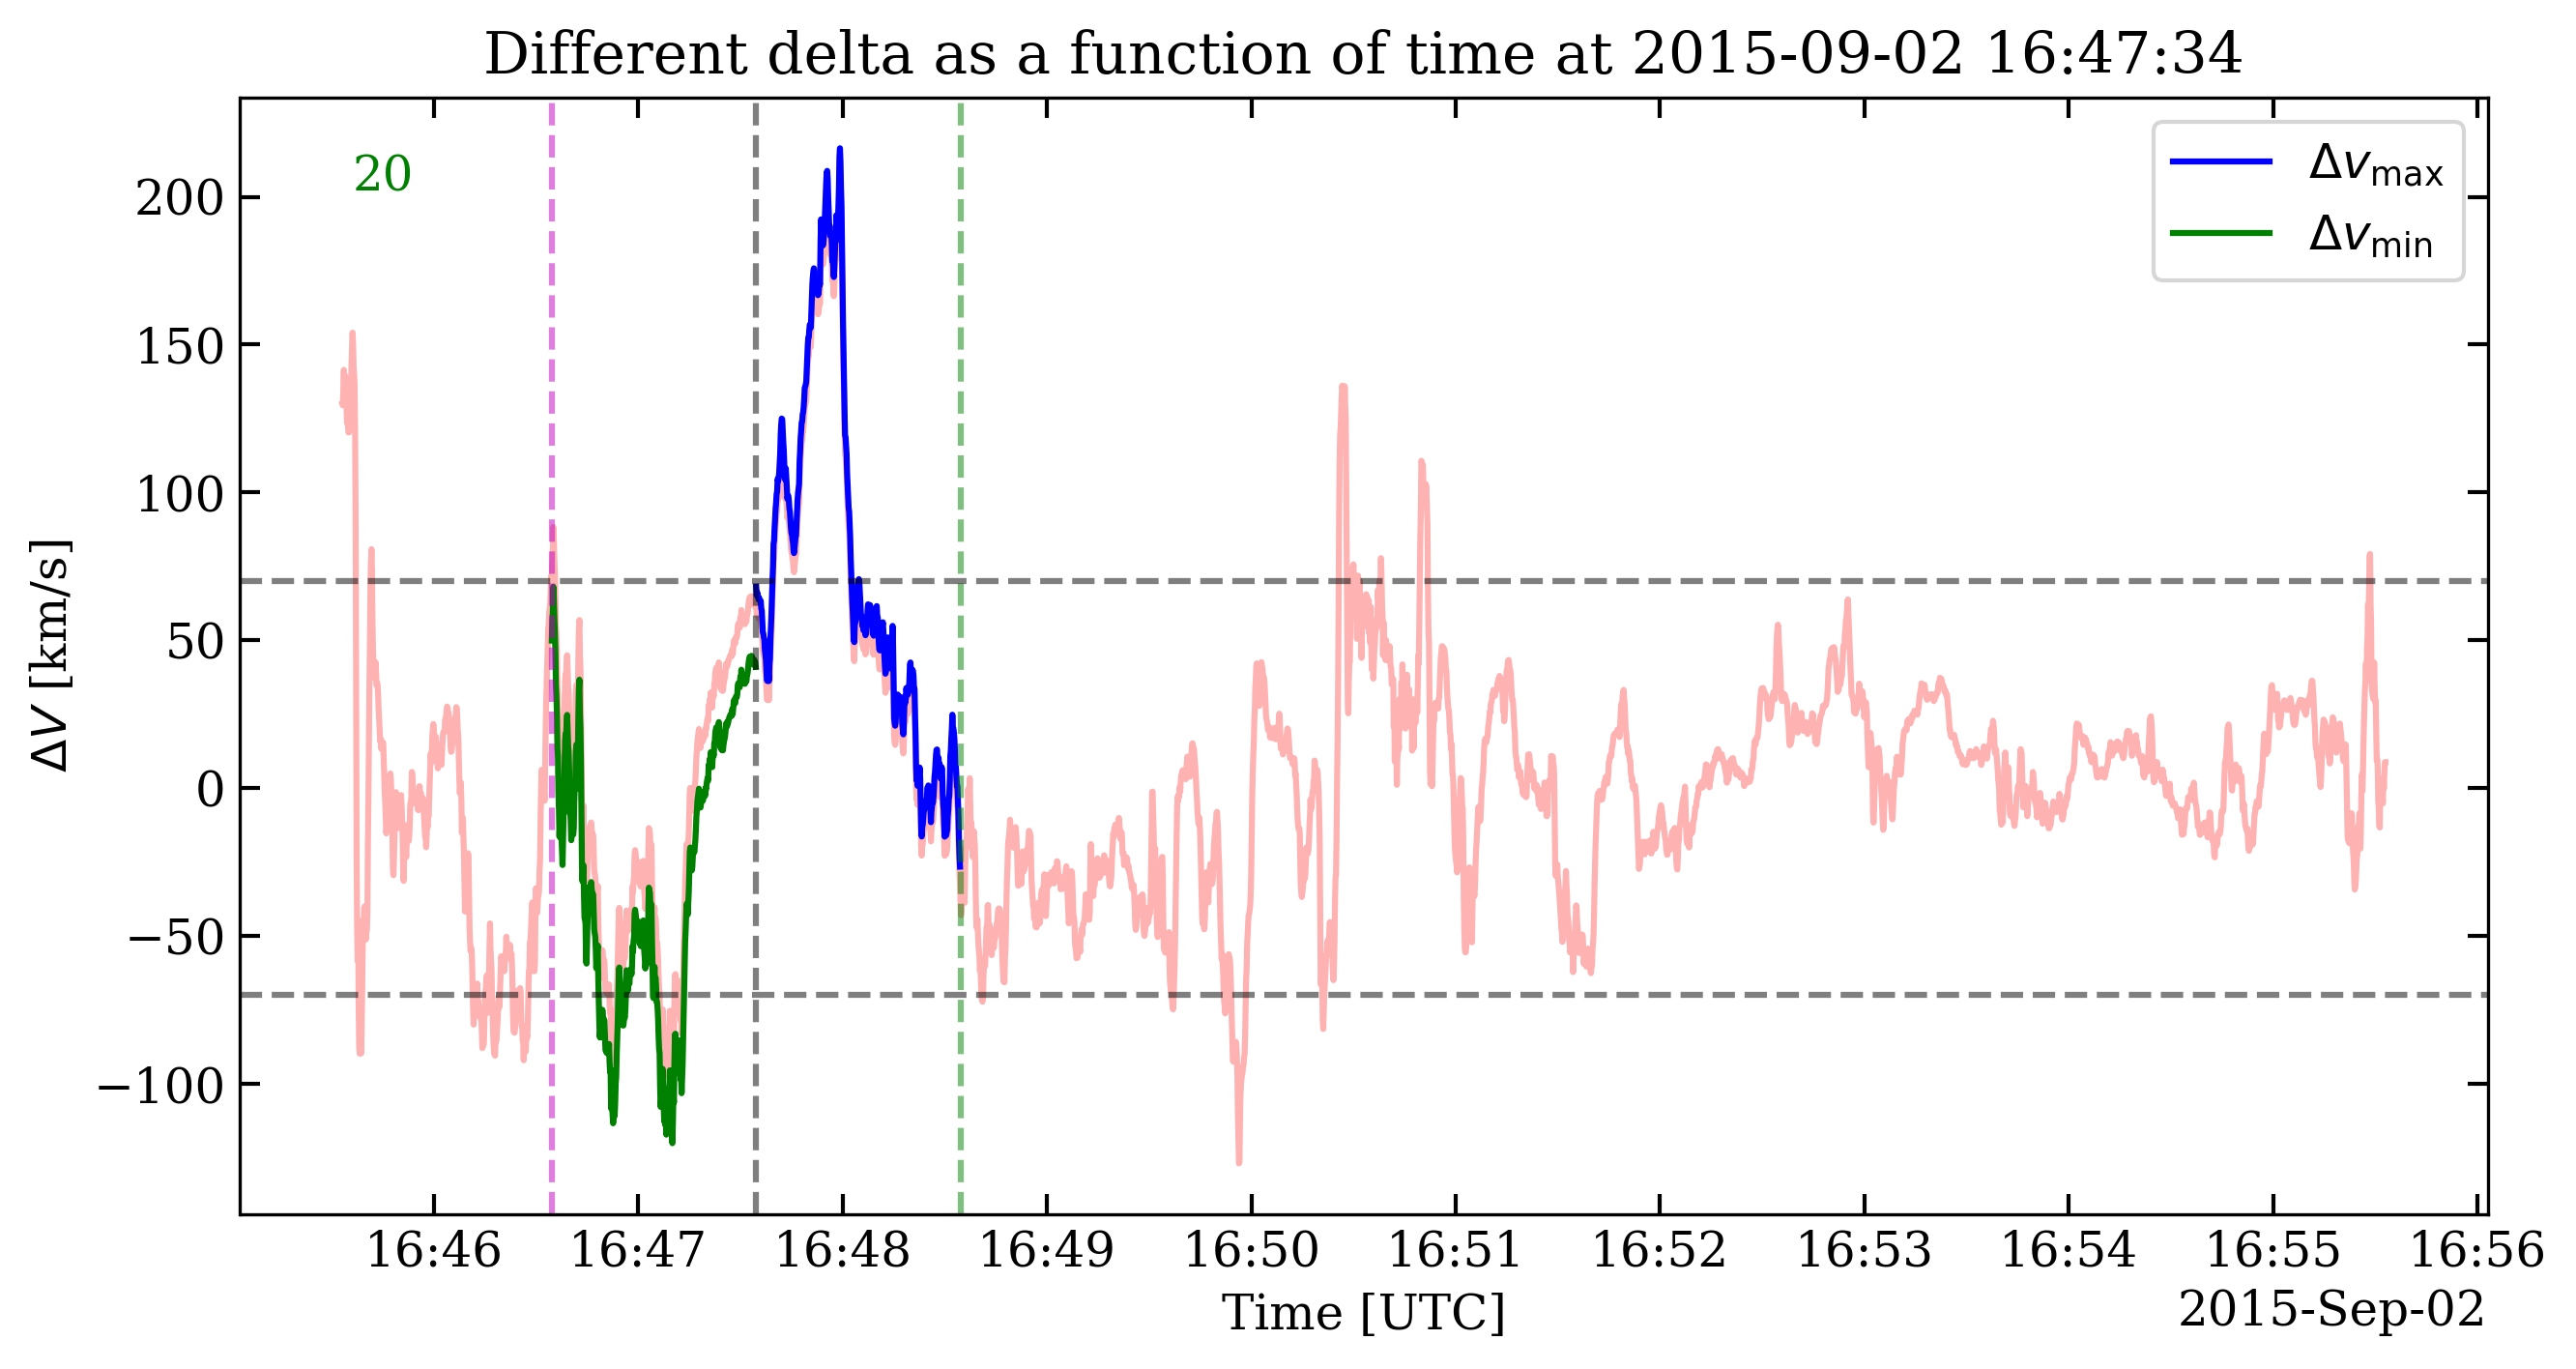 Different delta as a function of time at 2015-09-02 16:47:34
20
Δv_max
Δv_min
200
150
100
50
0
−50
−100
ΔV [km/s]
16:46 16:47 16:48 16:49 16:50 16:51 16:52 16:53 16:54 16:55 16:56
Time [UTC]
2015-Sep-02